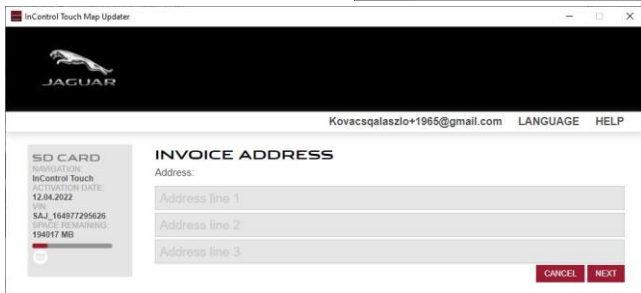 InControl Touch Map Updater
JAGUAR
Kovacsqalaszlo+1965@gmail.com LANGUAGE HELP
SD CARD
NAVIGATION:
InControl Touch
ACTIVATION DATE:
12.04.2022
VIN:
SAJ_164977295626
SPACE REMAINING:
194017 MB
INVOICE ADDRESS
Address:
Address line 1
Address line 2
Address line 3
CANCEL NEXT